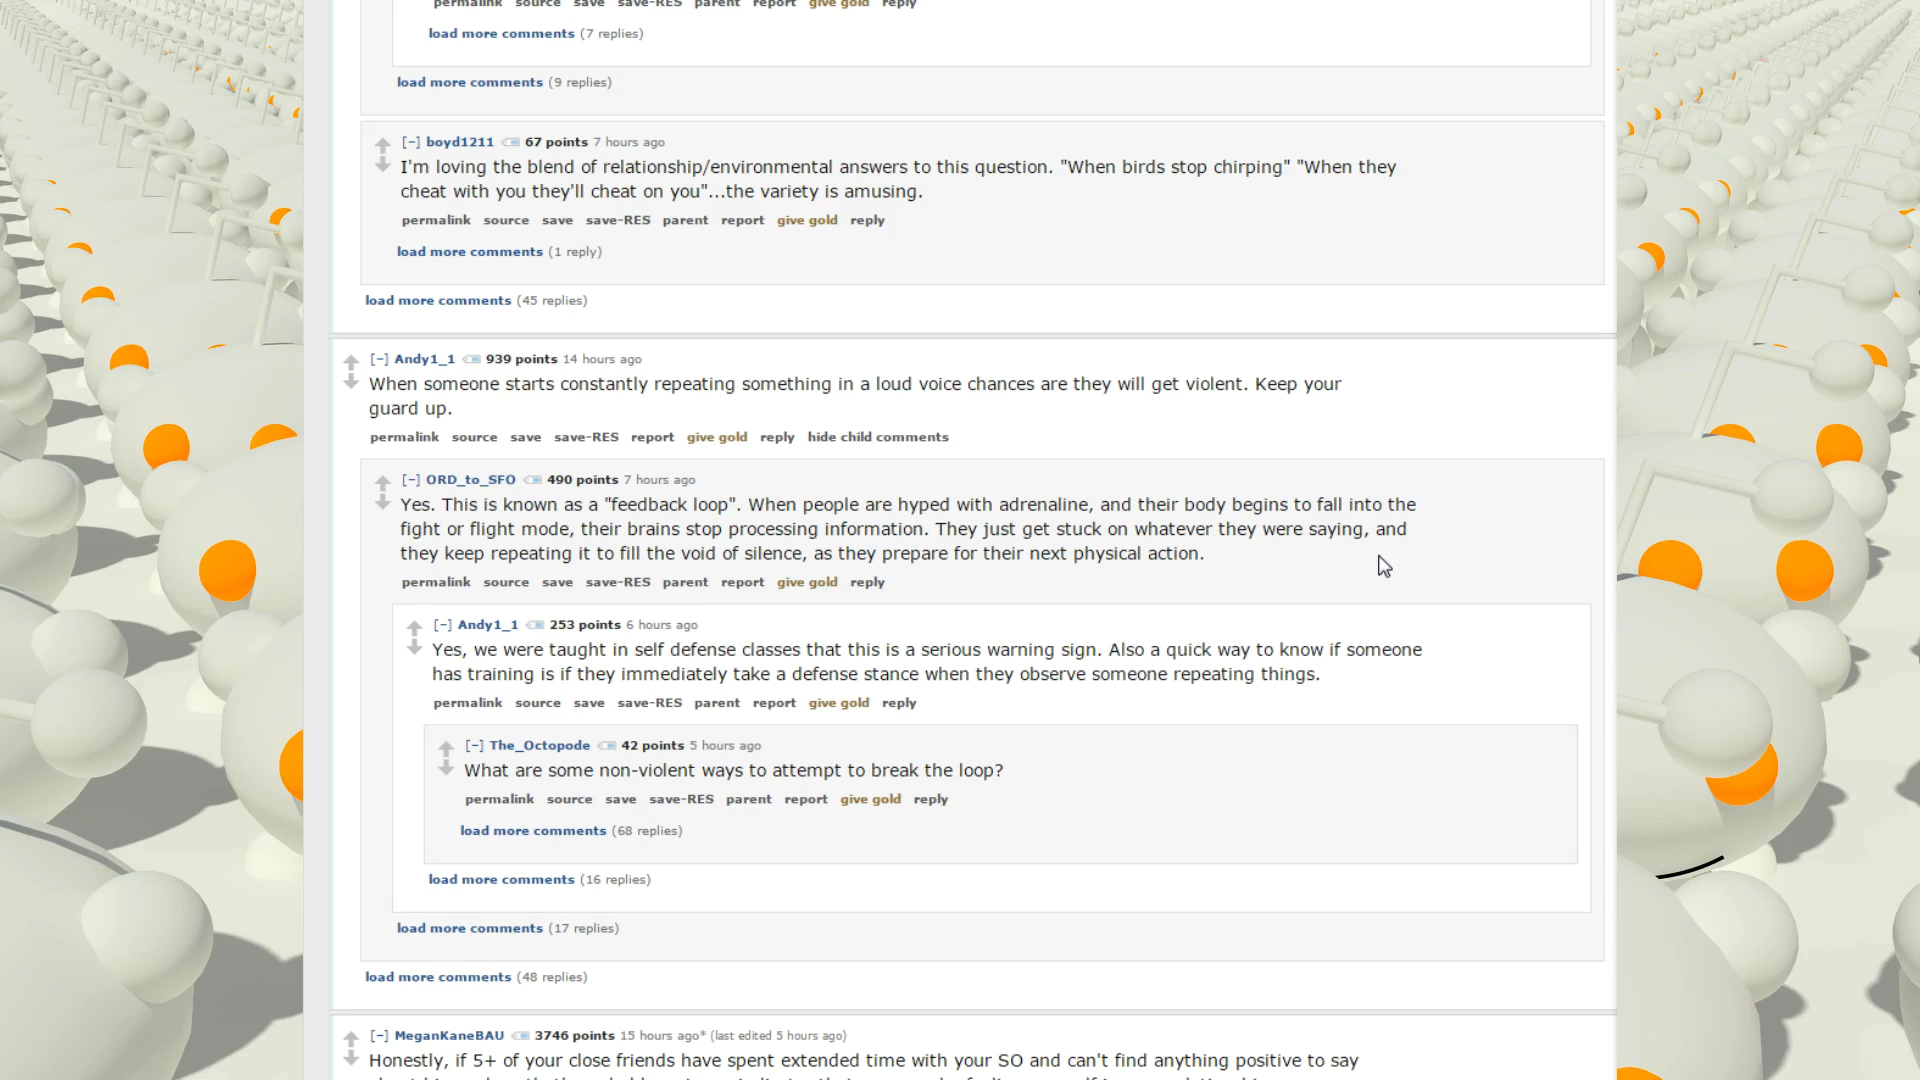 permalink source save save-RES parent report give gold reply
load more comments (7 replies)
load more comments (9 replies)
[-] boyd1211 67 points 7 hours ago
I'm loving the blend of relationship/environmental answers to this question. "When birds stop chirping" "When they
cheat with you they'll cheat on you"...the variety is amusing.
permalink source save save-RES parent report give gold reply
load more comments (1 reply)
load more comments (45 replies)
[-] Andy1_1 939 points 14 hours ago
When someone starts constantly repeating something in a loud voice chances are they will get violent. Keep your
guard up.
permalink source save save-RES report give gold reply hide child comments
[-] ORD_to_SFO 490 points 7 hours ago
Yes. This is known as a "feedback loop". When people are hyped with adrenaline, and their body begins to fall into the
fight or flight mode, their brains stop processing information. They just get stuck on whatever they were saying, and
they keep repeating it to fill the void of silence, as they prepare for their next physical action.
permalink source save save-RES parent report give gold reply
[-] Andy1_1 253 points 6 hours ago
Yes, we were taught in self defense classes that this is a serious warning sign. Also a quick way to know if someone
has training is if they immediately take a defense stance when they observe someone repeating things.
permalink source save save-RES parent report give gold reply
[-] The_Octopode 42 points 5 hours ago
What are some non-violent ways to attempt to break the loop?
permalink source save save-RES parent report give gold reply
load more comments (68 replies)
load more comments (16 replies)
load more comments (17 replies)
load more comments (48 replies)
[-] MeganKaneBAU 3746 points 15 hours ago* (last edited 5 hours ago)
Honestly, if 5+ of your close friends have spent extended time with your SO and can't find anything positive to say